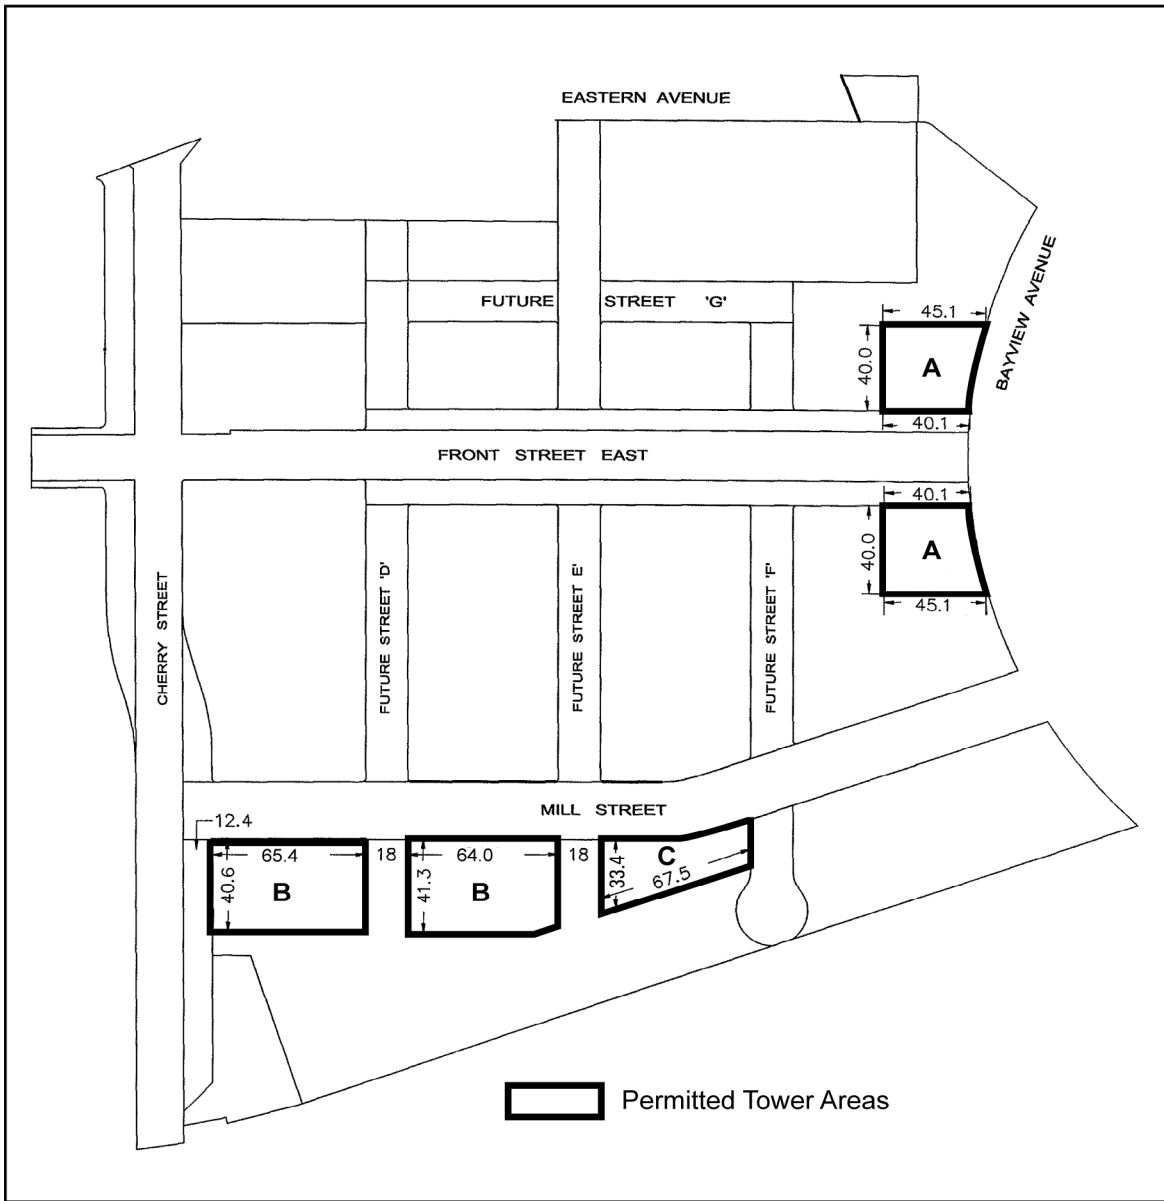 EASTERN AVENUE
BAYVIEW AVENUE
FUTURE STREET 'G'
45.1
40.0
A
40.1
FRONT STREET EAST
40.1
40.0
A
45.1
CHERRY STREET
FUTURE STREET 'D'
FUTURE STREET E'
FUTURE STREET 'F'
MILL STREET
12.4
65.4
18
64.0
18
C
40.6
B
41.3
B
33.4
67.5
Permitted Tower Areas